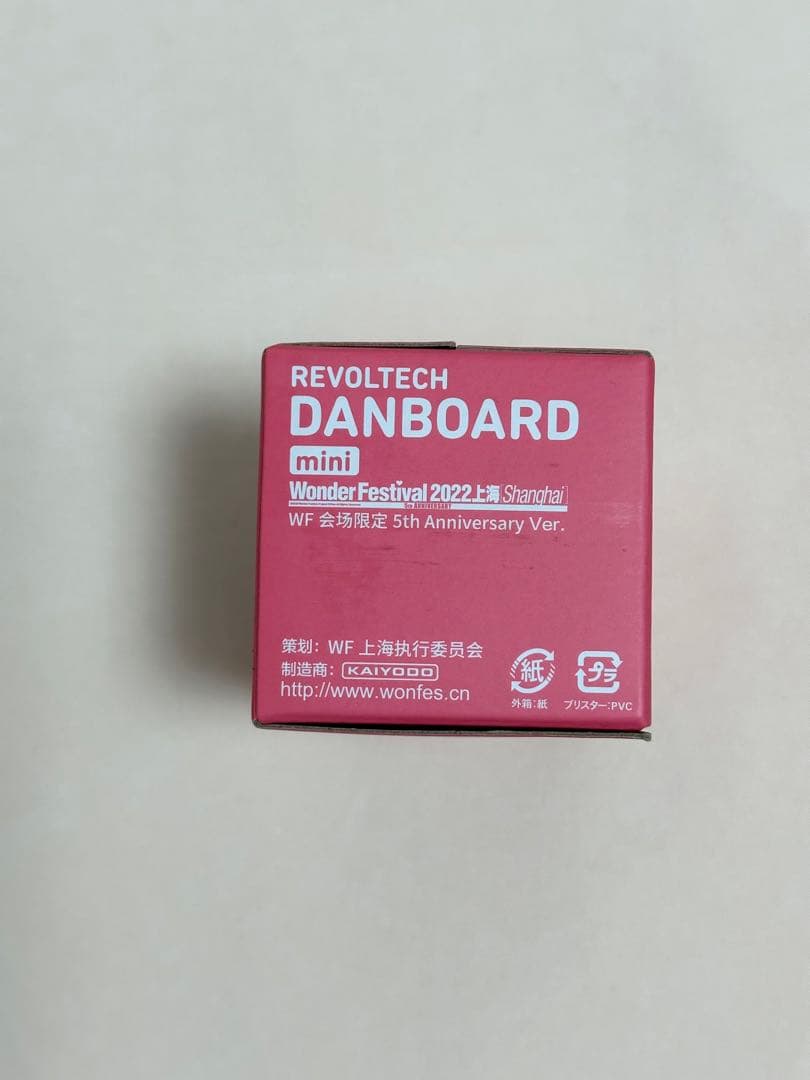 REVOLTECH
DANBOARD
mini
Wonder Festival 2022上海[Shanghai]
5th ANNIVERSARY
WF 会场限定 5th Anniversary Ver.
策划：WF 上海执行委员会
制造商：KAIYODO
http://www.wonfes.cn
紙
プラ
外箱:紙
ブリスター:PVC